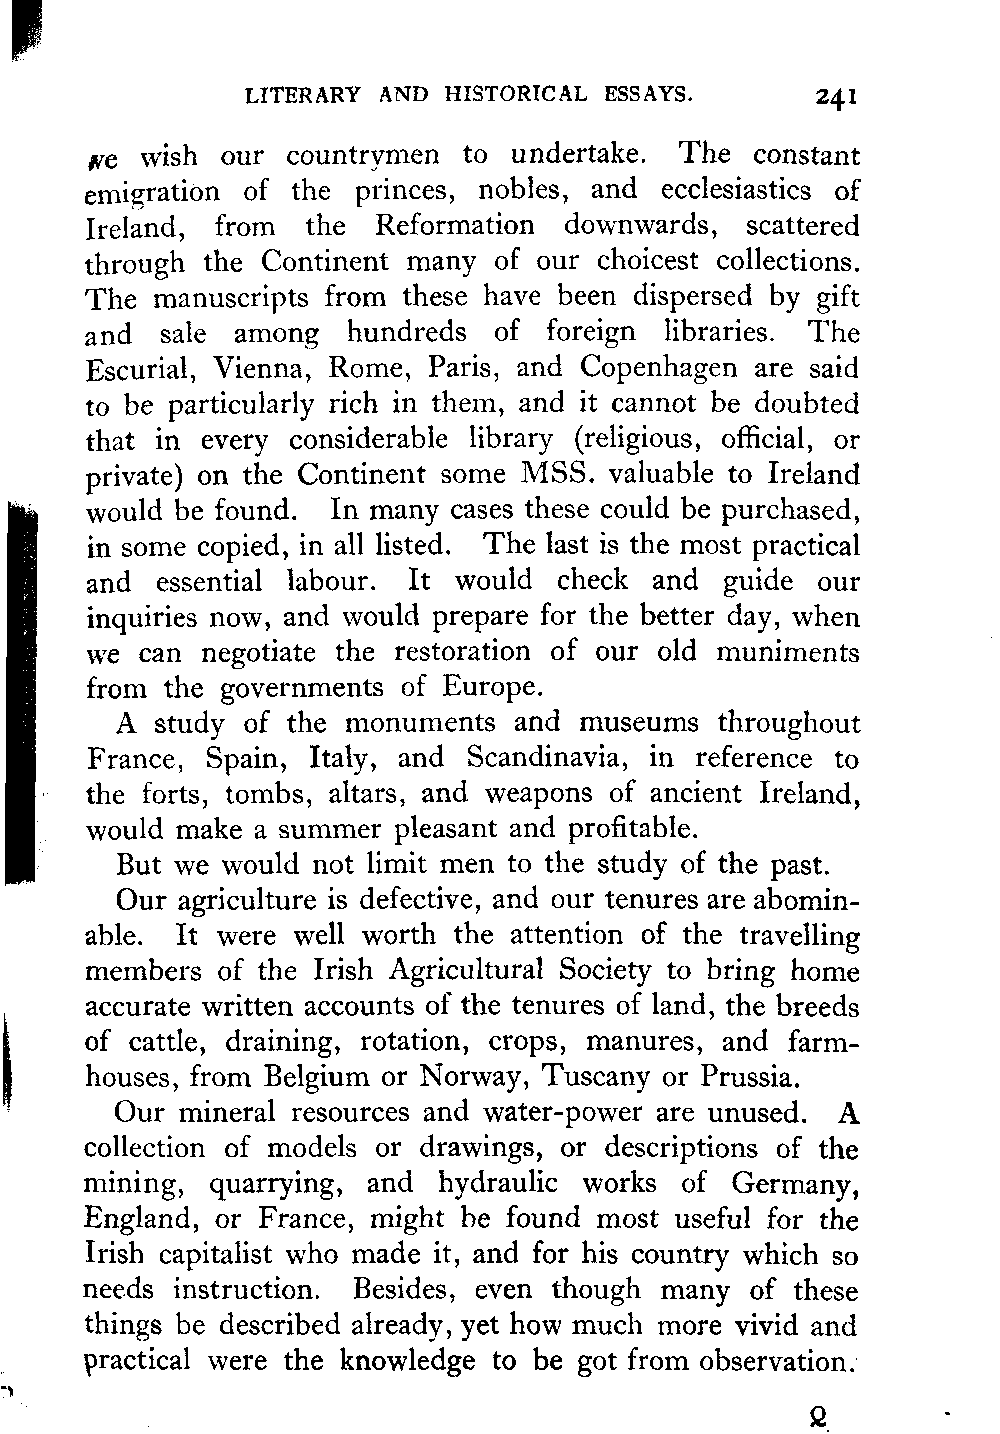 LITERARY AND HISTORICAL ESSAYS. 241
we wish our countrymen to undertake. The constant
emigration of the princes, nobles, and ecclesiastics of
Ireland, from the Reformation downwards, scattered
through the Continent many of our choicest collections.
The manuscripts from these have been dispersed by gift
and sale among hundreds of foreign libraries. The
Escurial, Vienna, Rome, Paris, and Copenhagen are said
to be particularly rich in them, and it cannot be doubted
that in every considerable library (religious, official, or
private) on the Continent some MSS. valuable to Ireland
would be found. In many cases these could be purchased,
in some copied, in all listed. The last is the most practical
and essential labour. It would check and guide our
inquiries now, and would prepare for the better day, when
we can negotiate the restoration of our old muniments
from the governments of Europe.
A study of the monuments and museums throughout
France, Spain, Italy, and Scandinavia, in reference to
the forts, tombs, altars, and weapons of ancient Ireland,
would make a summer pleasant and profitable.
But we would not limit men to the study of the past.
Our agriculture is defective, and our tenures are abomin-
able. It were well worth the attention of the travelling
members of the Irish Agricultural Society to bring home
accurate written accounts of the tenures of land, the breeds
of cattle, draining, rotation, crops, manures, and farm-
houses, from Belgium or Norway, Tuscany or Prussia.
Our mineral resources and water-power are unused. A
collection of models or drawings, or descriptions of the
mining, quarrying, and hydraulic works of Germany,
England, or France, might be found most useful for the
Irish capitalist who made it, and for his country which so
needs instruction. Besides, even though many of these
things be described already, yet how much more vivid and
practical were the knowledge to be got from observation.
Q